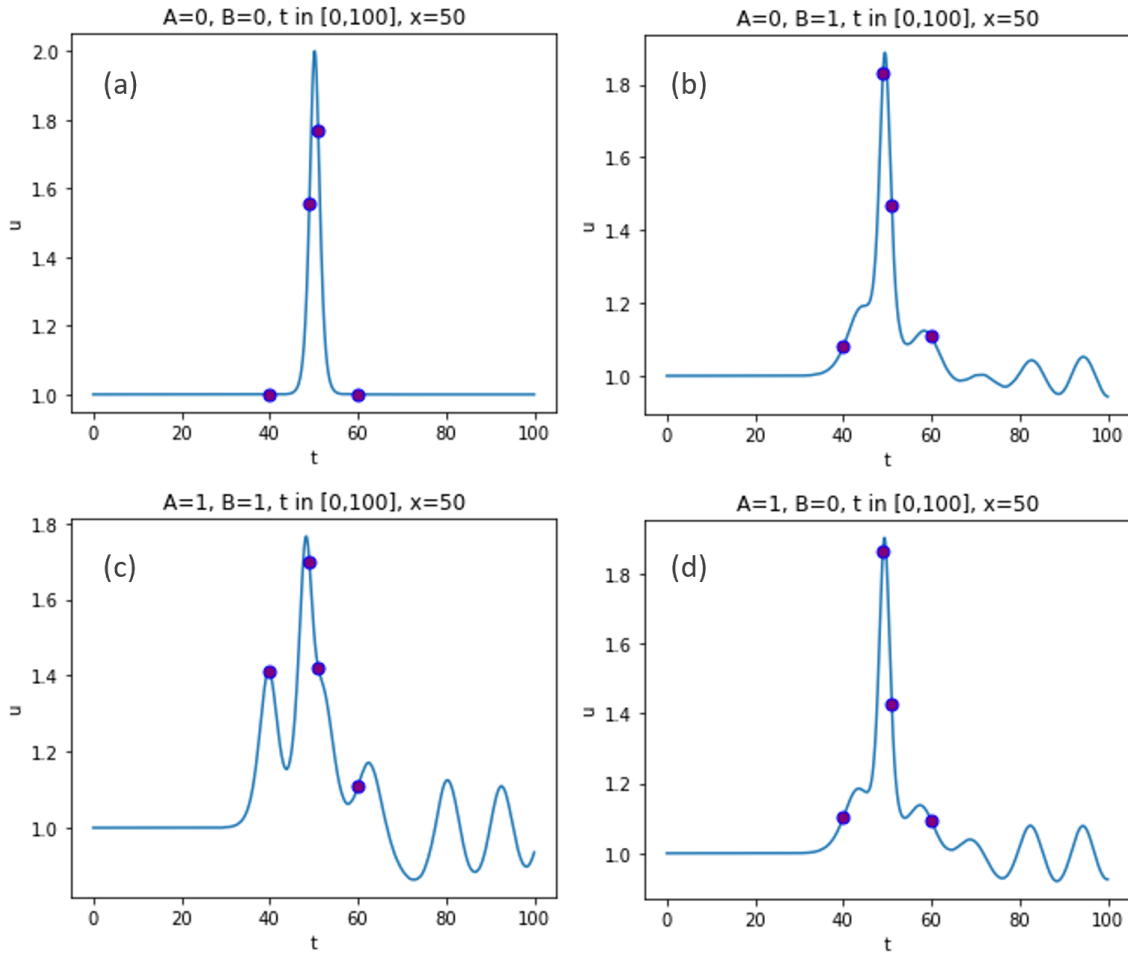 A=0, B=0, t in [0,100], x=50
(a)
2.0
1.8
1.6
1.4
1.2
1.0
u
0 20 40 60 80 100
t
A=0, B=1, t in [0,100], x=50
(b)
1.8
1.6
1.4
1.2
1.0
u
0 20 40 60 80 100
t
A=1, B=1, t in [0,100], x=50
(c)
1.8
1.6
1.4
1.2
1.0
u
0 20 40 60 80 100
t
A=1, B=0, t in [0,100], x=50
(d)
1.8
1.6
1.4
1.2
1.0
u
0 20 40 60 80 100
t